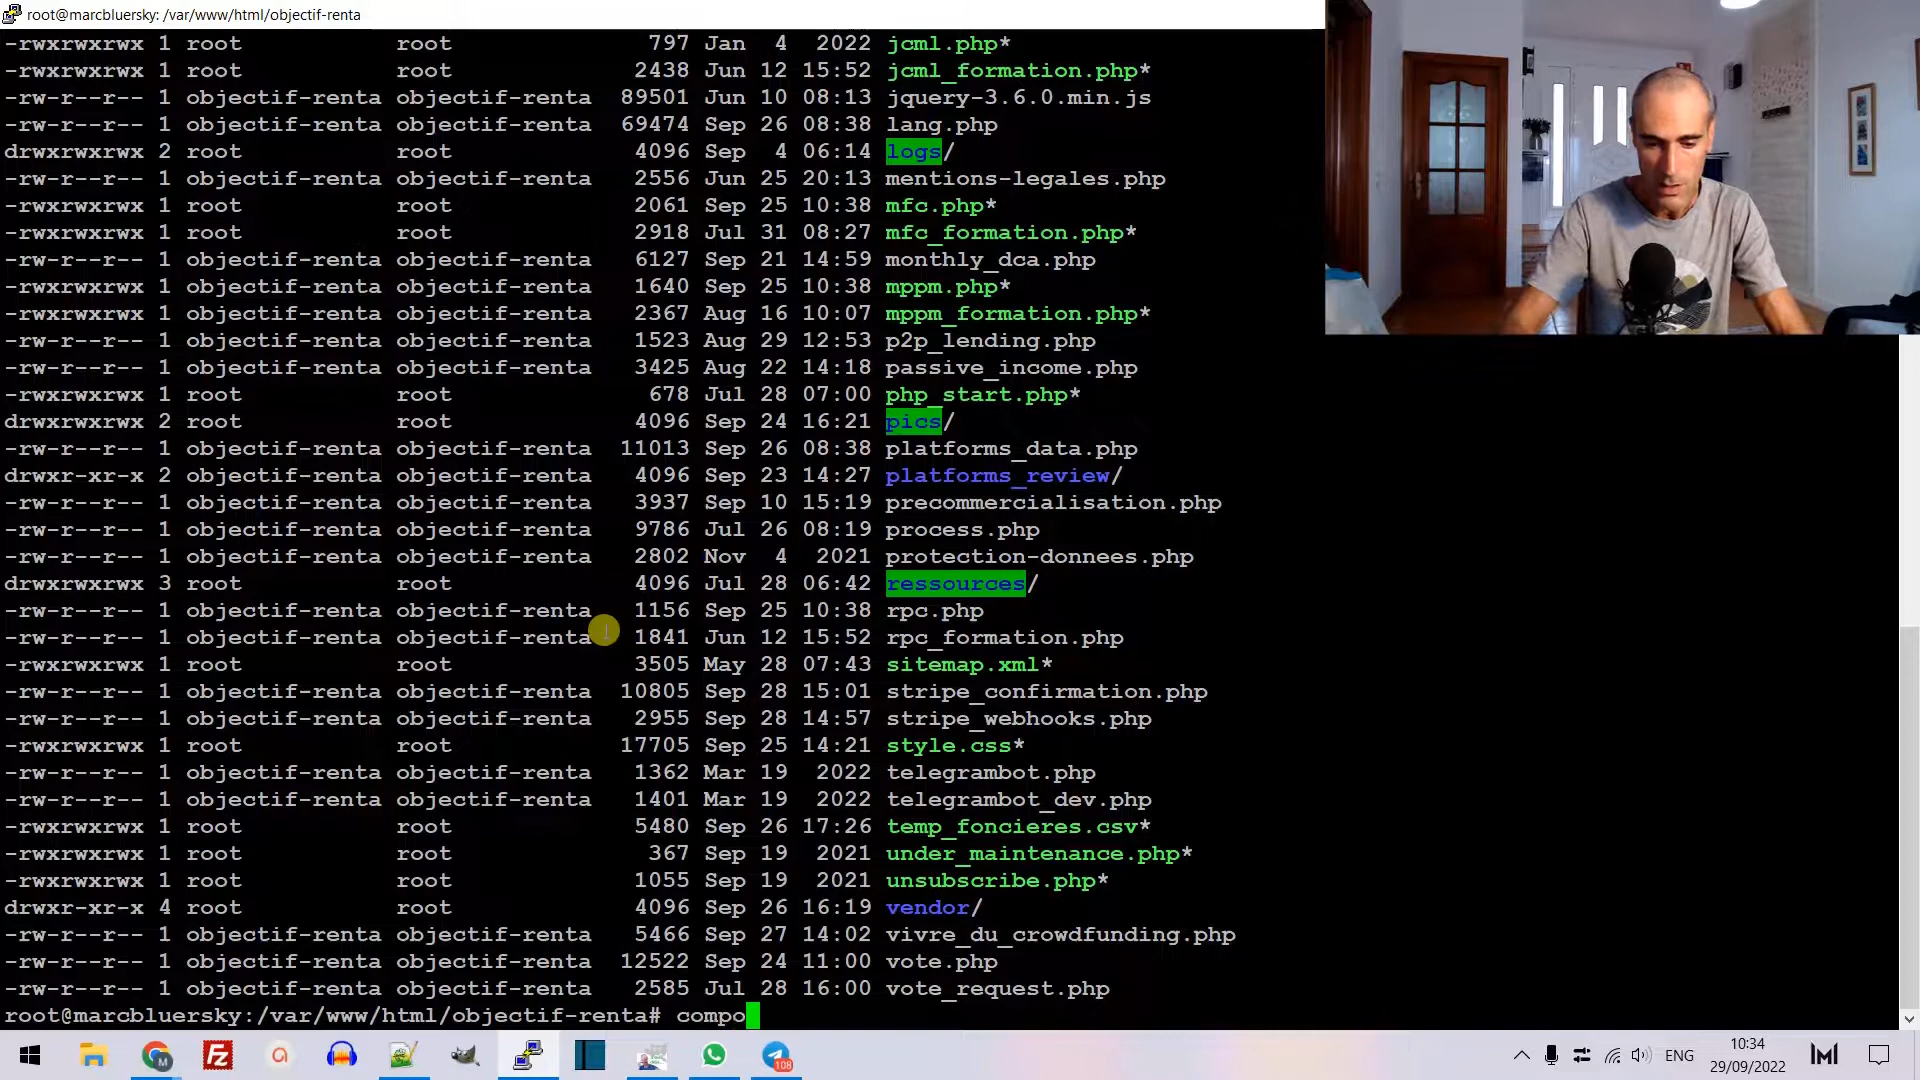 root@marcbluersky: /var/www/html/objectif-renta
-rwxrwxrwx 1 root root 797 Jan 4 2022 jcml.php*
-rwxrwxrwx 1 root root 2438 Jun 12 15:52 jcml_formation.php*
-rw-r--r-- 1 objectif-renta objectif-renta 89501 Jun 10 08:13 jquery-3.6.0.min.js
-rw-r--r-- 1 objectif-renta objectif-renta 69474 Sep 26 08:38 lang.php
drwxrwxrwx 2 root root 4096 Sep 4 06:14 logs/
-rw-r--r-- 1 objectif-renta objectif-renta 2556 Jun 25 20:13 mentions-legales.php
-rwxrwxrwx 1 root root 2061 Sep 25 10:38 mfc.php*
-rwxrwxrwx 1 root root 2918 Jul 31 08:27 mfc_formation.php*
-rw-r--r-- 1 objectif-renta objectif-renta 6127 Sep 21 14:59 monthly_dca.php
-rwxrwxrwx 1 root root 1640 Sep 25 10:38 mppm.php*
-rwxrwxrwx 1 root root 2367 Aug 16 10:07 mppm_formation.php*
-rw-r--r-- 1 objectif-renta objectif-renta 1523 Aug 29 12:53 p2p_lending.php
-rw-r--r-- 1 objectif-renta objectif-renta 3425 Aug 22 14:18 passive_income.php
-rwxrwxrwx 1 root root 678 Jul 28 07:00 php_start.php*
drwxrwxrwx 2 root root 4096 Sep 24 16:21 pics/
-rw-r--r-- 1 objectif-renta objectif-renta 11013 Sep 26 08:38 platforms_data.php
drwxr-xr-x 2 root root 4096 Sep 23 14:27 platforms_review/
-rw-r--r-- 1 objectif-renta objectif-renta 3937 Sep 10 15:19 precommercialisation.php
-rw-r--r-- 1 objectif-renta objectif-renta 9786 Jul 26 08:19 process.php
-rw-r--r-- 1 objectif-renta objectif-renta 2802 Nov 4 2021 protection-donnees.php
drwxrwxrwx 3 root root 4096 Jul 28 06:42 ressources/
-rw-r--r-- 1 objectif-renta objectif-renta 1156 Sep 25 10:38 rpc.php
-rw-r--r-- 1 objectif-renta objectif-renta 1841 Jun 12 15:52 rpc_formation.php
-rwxrwxrwx 1 root root 3505 May 28 07:43 sitemap.xml*
-rw-r--r-- 1 objectif-renta objectif-renta 10805 Sep 28 15:01 stripe_confirmation.php
-rw-r--r-- 1 objectif-renta objectif-renta 2955 Sep 28 14:57 stripe_webhooks.php
-rwxrwxrwx 1 root root 17705 Sep 25 14:21 style.css*
-rw-r--r-- 1 objectif-renta objectif-renta 1362 Mar 19 2022 telegrambot.php
-rw-r--r-- 1 objectif-renta objectif-renta 1401 Mar 19 2022 telegrambot_dev.php
-rwxrwxrwx 1 root root 5480 Sep 26 17:26 temp_foncieres.csv*
-rwxrwxrwx 1 root root 367 Sep 19 2021 under_maintenance.php*
-rwxrwxrwx 1 root root 1055 Sep 19 2021 unsubscribe.php*
drwxr-xr-x 4 root root 4096 Sep 26 16:19 vendor/
-rw-r--r-- 1 objectif-renta objectif-renta 5466 Sep 27 14:02 vivre_du_crowdfunding.php
-rw-r--r-- 1 objectif-renta objectif-renta 12522 Sep 24 11:00 vote.php
-rw-r--r-- 1 objectif-renta objectif-renta 2585 Jul 28 16:00 vote_request.php
root@marcbluersky:/var/www/html/objectif-renta# compo
FZ
M
108
ENG
10:34
29/09/2022